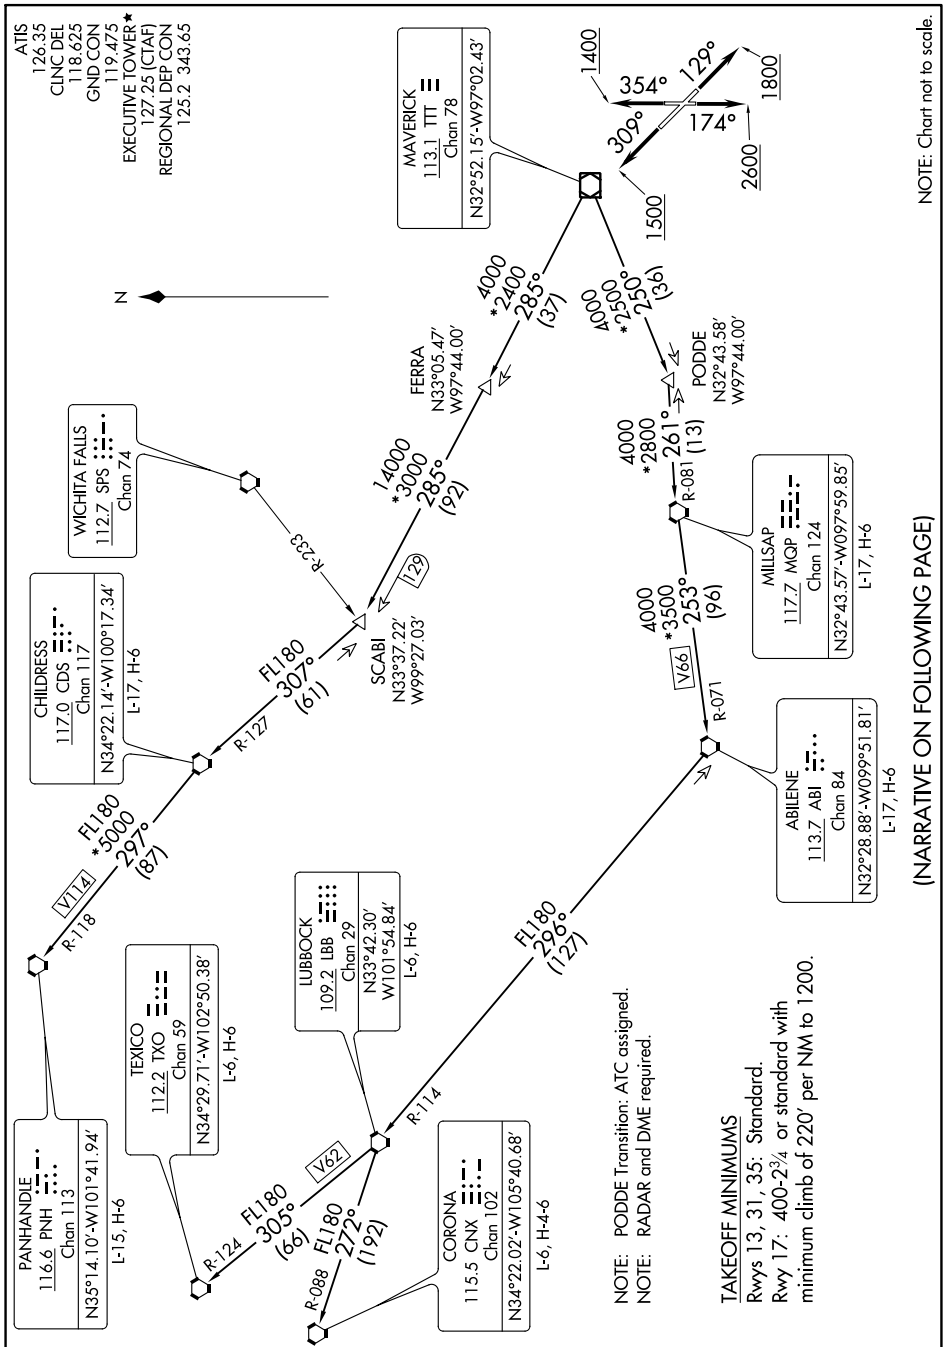 ATIS
126.35
CLNC DEL
118.625
GND CON
119.475
EXECUTIVE TOWER★
127.25 (CTAF)
REGIONAL DEP CON
125.2 343.65
N
MAVERICK
113.1 TTT
Chan 78
N32°52.15'-W97°02.43'
1400
354°
129°
1800
309°
174°
1500
2600
NOTE: Chart not to scale.
4000
*2400
285°
(37)
4000
*2500
250°
(36)
FERRA
N33°05.47'
W97°44.00'
PODDE
N32°43.58'
W97°44.00'
WICHITA FALLS
112.7 SPS
Chan 74
R-233
14000
*3000
285°
(92)
129
4000
*2800
261°
(13)
R-081
MILLSAP
117.7 MQP
Chan 124
N32°43.57'-W097°59.85'
L-17, H-6
CHILDRESS
117.0 CDS
Chan 117
N34°22.14'-W100°17.34'
L-17, H-6
SCABI
N33°37.22'
W99°27.03'
FL180
307°
(61)
R-127
4000
*3500
253°
(96)
V66
R-071
ABILENE
113.7 ABI
Chan 84
N32°28.88'-W099°51.81'
L-17, H-6
FL180
*5000
297°
(87)
V114
R-118
PANHANDLE
116.6 PNH
Chan 113
N35°14.10'-W101°41.94'
L-15, H-6
TEXICO
112.2 TXO
Chan 59
N34°29.71'-W102°50.38'
L-6, H-6
LUBBOCK
109.2 LBB
Chan 29
N33°42.30'
W101°54.84'
L-6, H-6
FL180
296°
(127)
R-114
V62
FL180
305°
(66)
R-124
FL180
272°
(192)
R-088
CORONA
115.5 CNX
Chan 102
N34°22.02'-W105°40.68'
L-6, H-4-6
NOTE: PODDE Transition: ATC assigned.
NOTE: RADAR and DME required.
TAKEOFF MINIMUMS
Rwys 13, 31, 35: Standard.
Rwy 17: 400-2¾ or standard with
minimum climb of 220' per NM to 1200.
(NARRATIVE ON FOLLOWING PAGE)